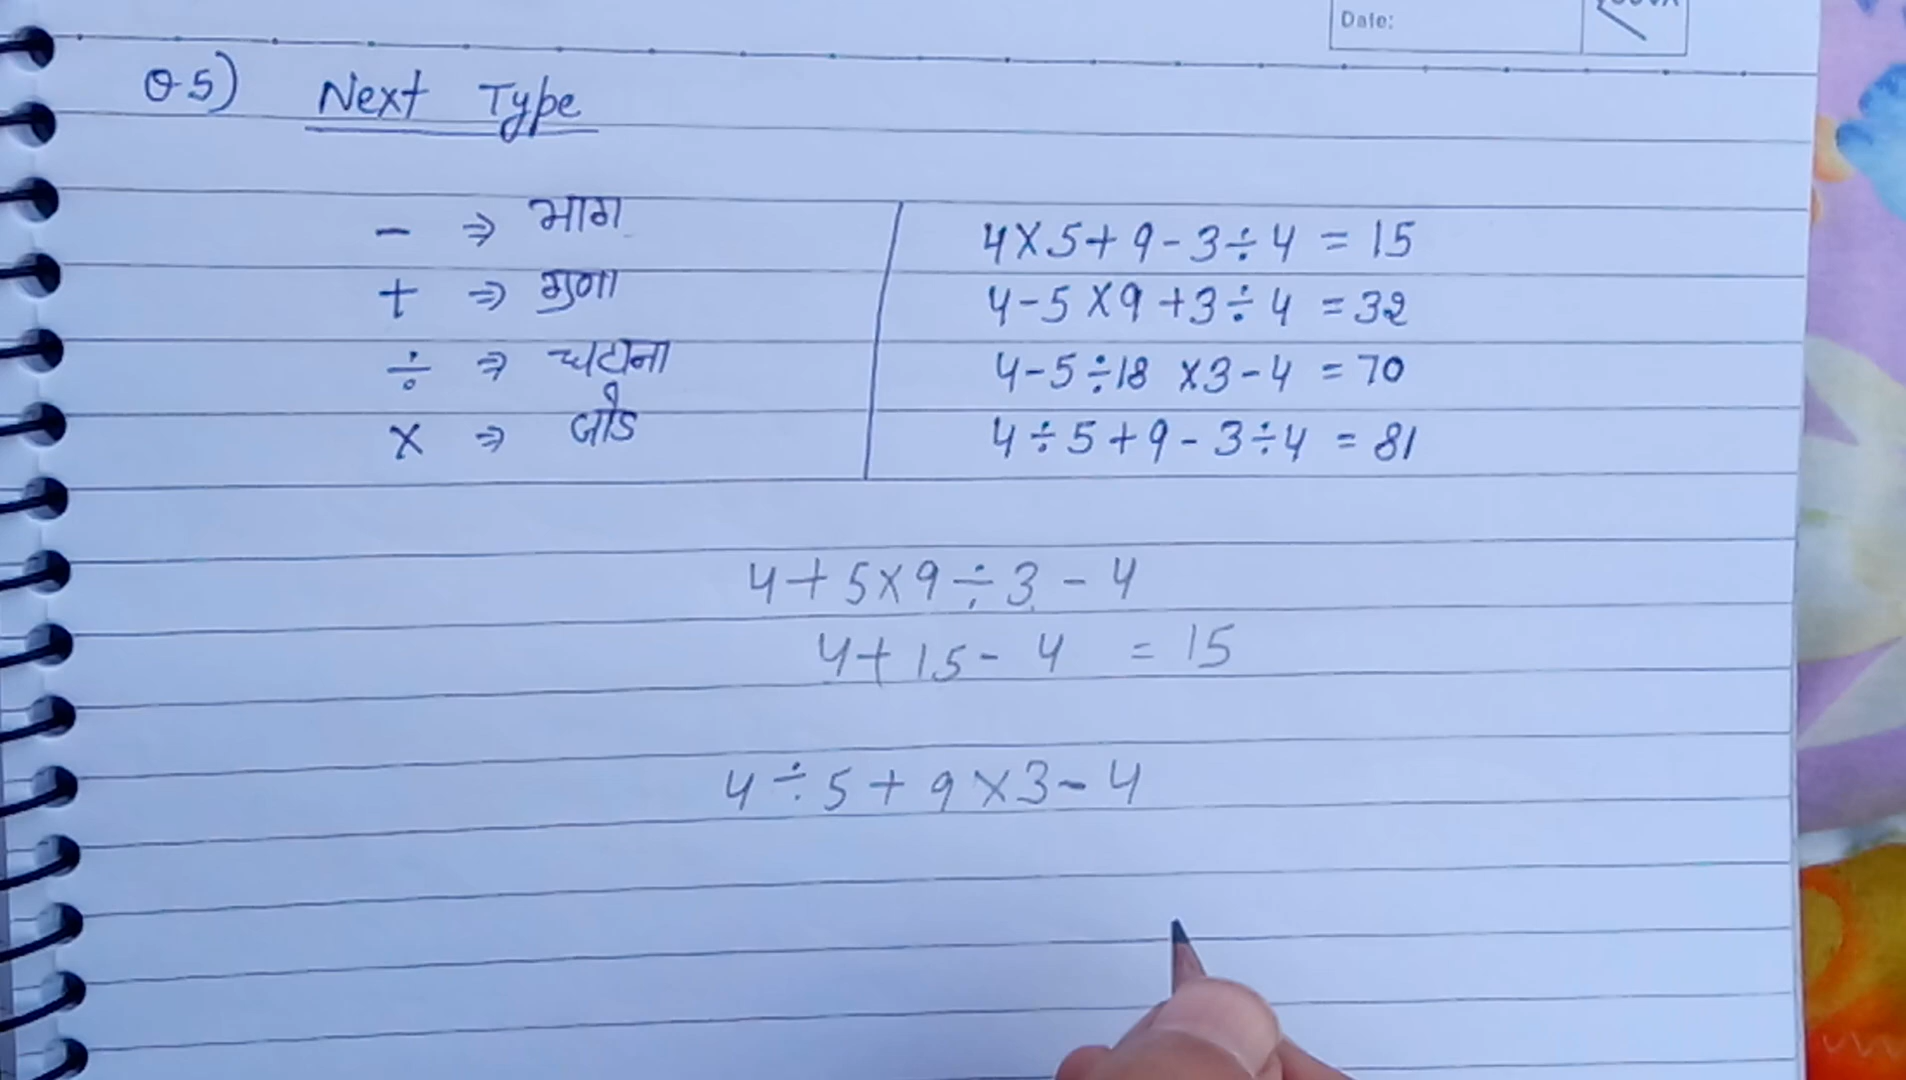 Date:
Q5) Next Type
- ⇒ भाग
+ ⇒ गुणा
÷ ⇒ घटाना
× ⇒ जोड
4×5+9-3÷4 = 15
4-5×9+3÷4 = 32
4-5÷18 ×3-4 = 70
4÷5+9-3÷4 = 81
4+5×9÷3-4
4+15-4 = 15
4÷5+9×3-4